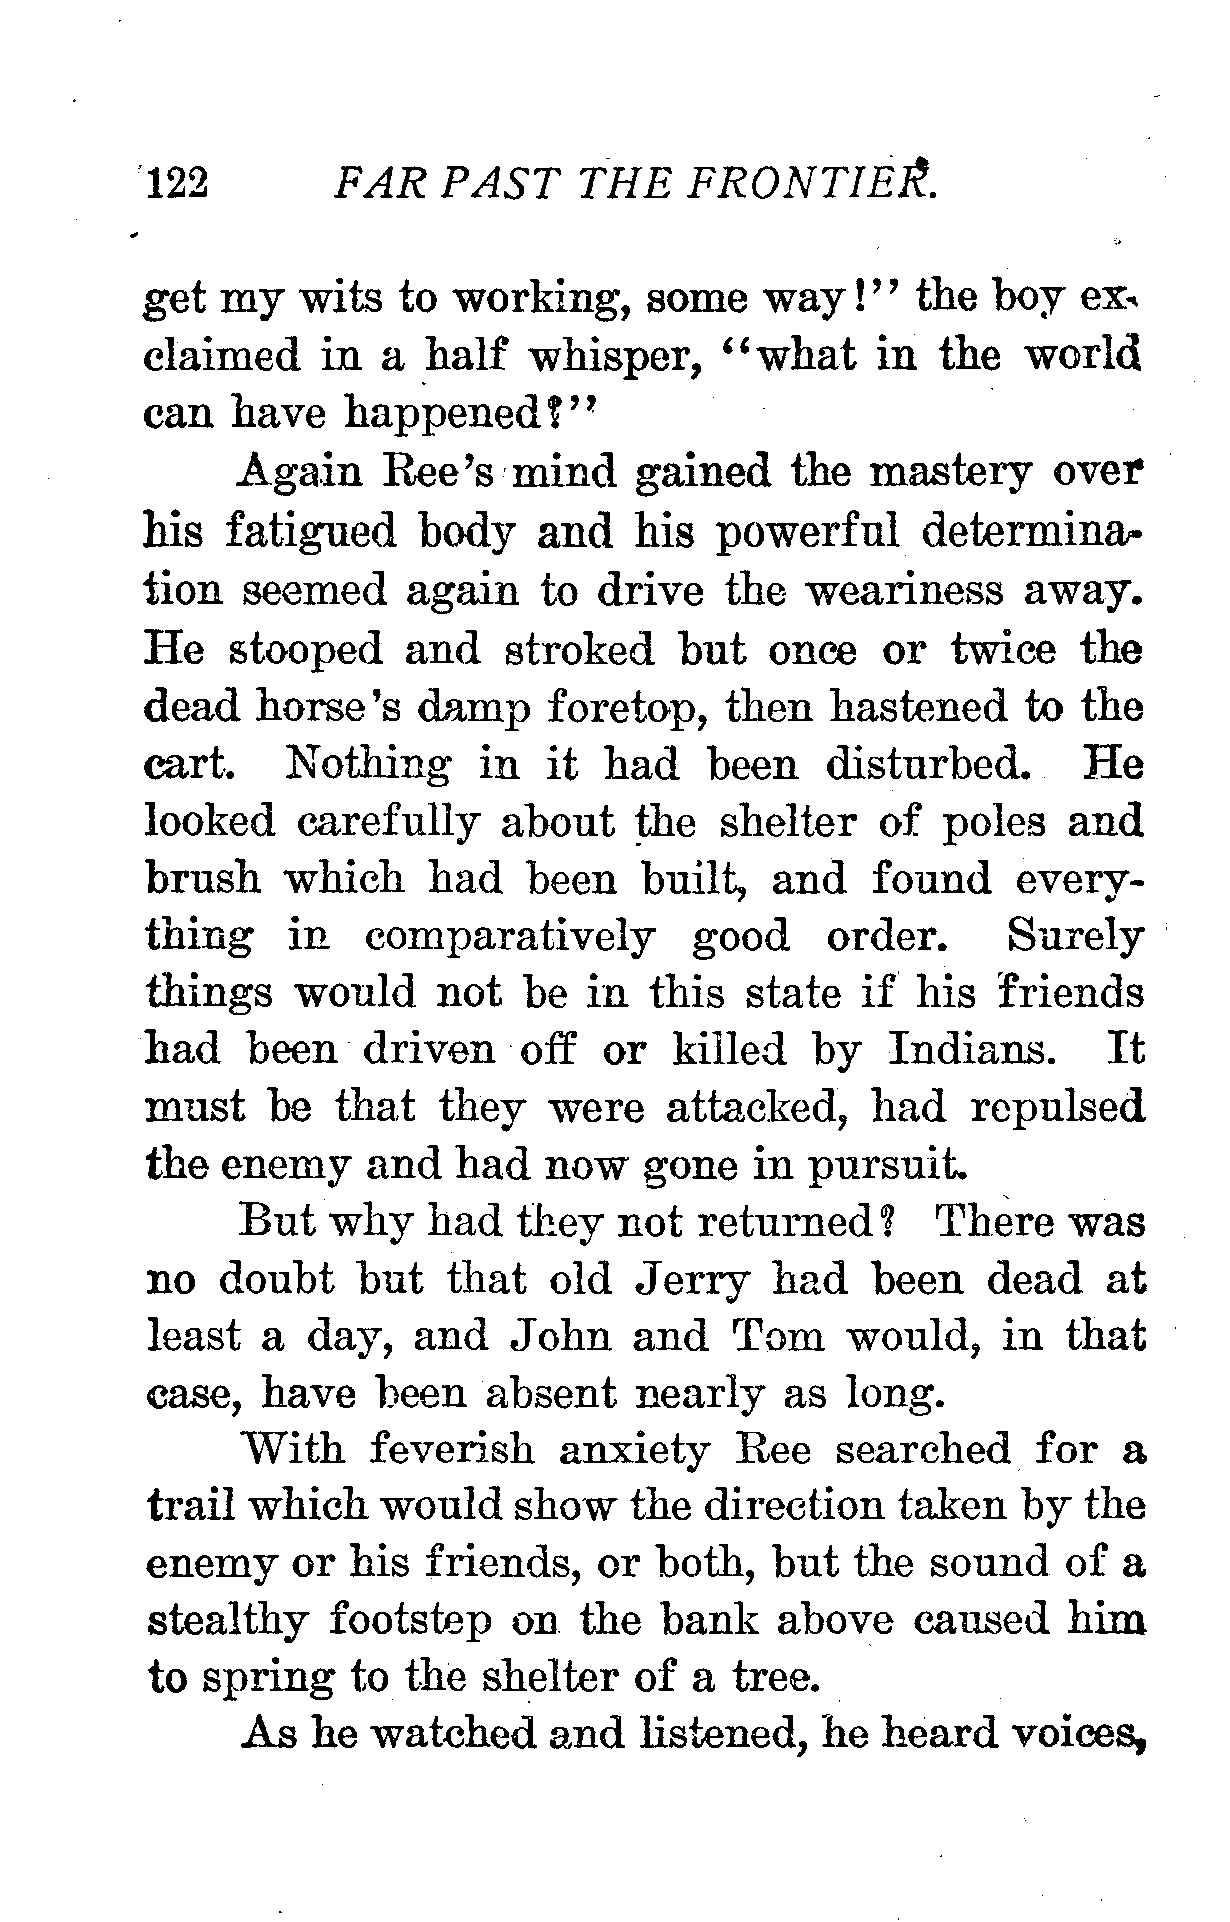 122 FAR PAST THE FRONTIER.
get my wits to working, some way!" the boy ex-
claimed in a half whisper, "what in the world
can have happened?"
Again Ree's mind gained the mastery over
his fatigued body and his powerful determina-
tion seemed again to drive the weariness away.
He stooped and stroked but once or twice the
dead horse's damp foretop, then hastened to the
cart. Nothing in it had been disturbed. He
looked carefully about the shelter of poles and
brush which had been built, and found every-
thing in comparatively good order. Surely
things would not be in this state if his friends
had been driven off or killed by Indians. It
must be that they were attacked, had repulsed
the enemy and had now gone in pursuit.
But why had they not returned? There was
no doubt but that old Jerry had been dead at
least a day, and John and Tom would, in that
case, have been absent nearly as long.
With feverish anxiety Ree searched for a
trail which would show the direction taken by the
enemy or his friends, or both, but the sound of a
stealthy footstep on the bank above caused him
to spring to the shelter of a tree.
As he watched and listened, he heard voices,